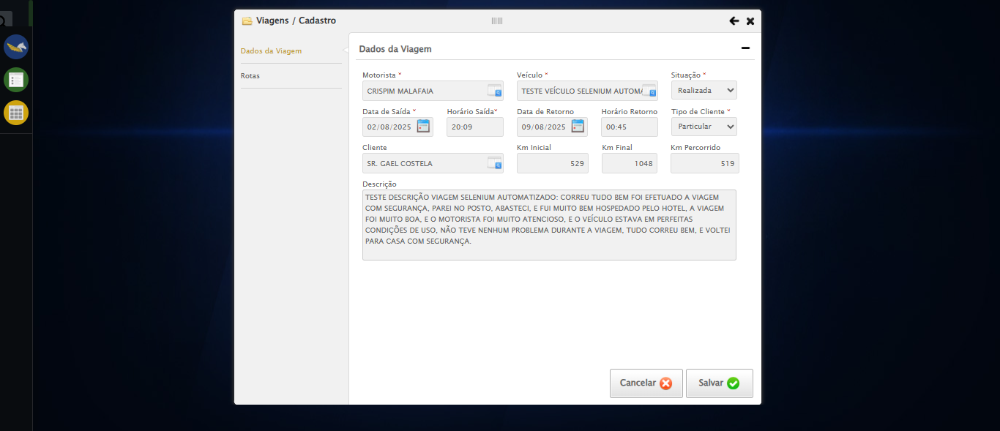 Viagens / Cadastro
Dados da Viagem
Rotas
Dados da Viagem
Motorista * Veículo * Situação *
CRISPIM MALAFAIA TESTE VEÍCULO SELENIUM AUTOMA Realizada
Data de Saída * Horário Saída* Data de Retorno Horário Retorno Tipo de Cliente *
02/08/2025 20:09 09/08/2025 00:45 Particular
Cliente Km Inicial Km Final Km Percorrido
SR. GAEL COSTELA 529 1048 519
Descrição
TESTE DESCRIÇÃO VIAGEM SELENIUM AUTOMATIZADO: CORREU TUDO BEM FOI EFETUADO A VIAGEM
COM SEGURANÇA, PAREI NO POSTO, ABASTECI, E FUI MUITO BEM HOSPEDADO PELO HOTEL, A VIAGEM
FOI MUITO BOA, E O MOTORISTA FOI MUITO ATENCIOSO, E O VEÍCULO ESTAVA EM PERFEITAS
CONDIÇÕES DE USO, NÃO TEVE NENHUM PROBLEMA DURANTE A VIAGEM, TUDO CORREU BEM, E VOLTEI
PARA CASA COM SEGURANÇA.
Cancelar Salvar